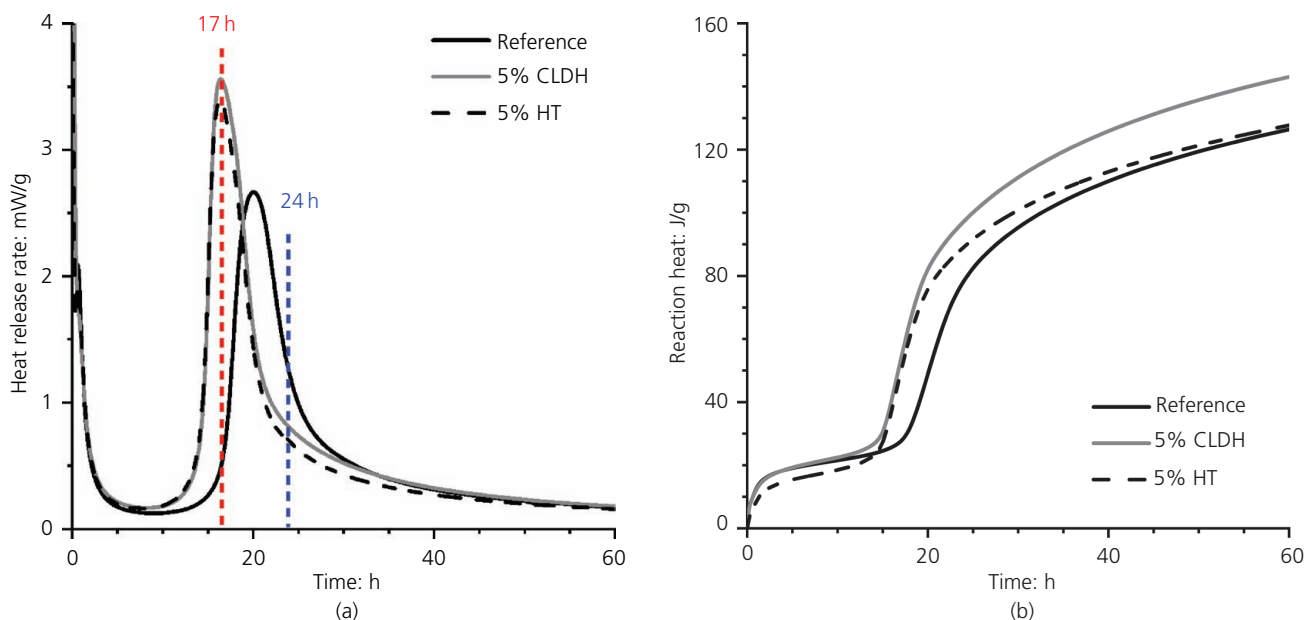 4
3
2
1
0
Heat release rate: mW/g
17 h
24 h
Reference
5% CLDH
5% HT
0
20
40
60
Time: h
(a)
160
120
80
40
0
Reaction heat: J/g
Reference
5% CLDH
5% HT
0
20
40
60
Time: h
(b)